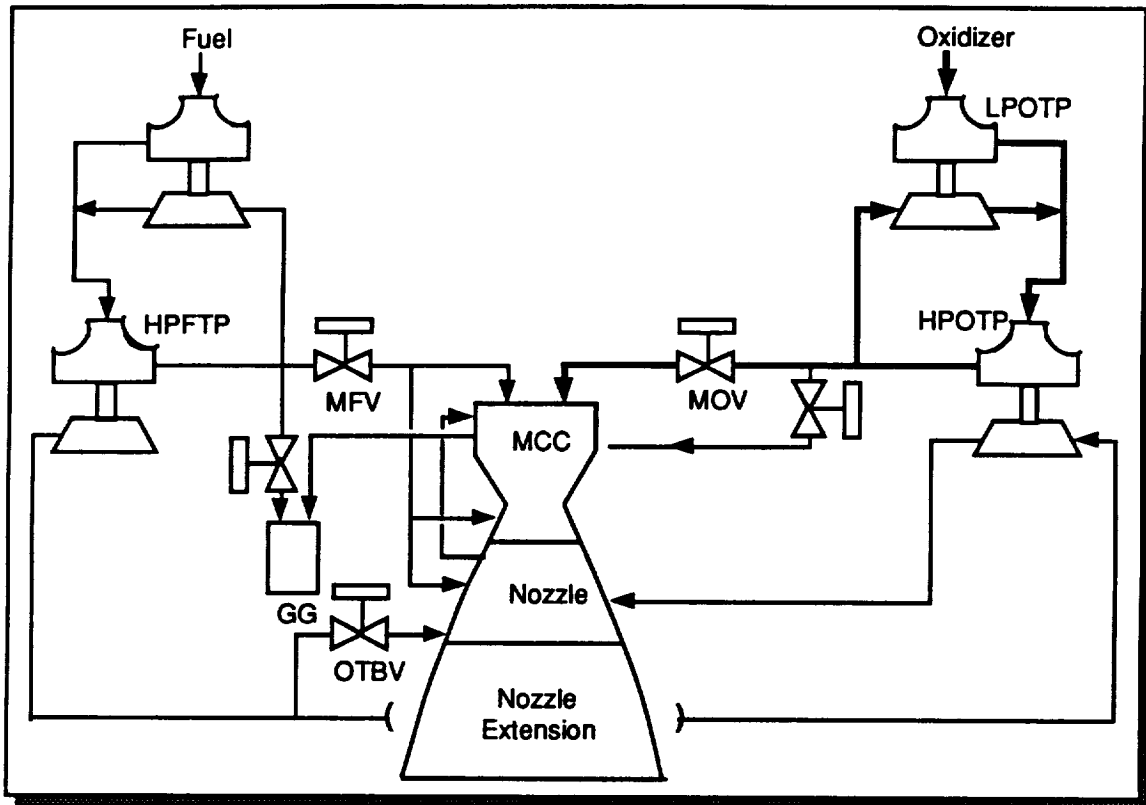 Fuel
Oxidizer
LPOTP
HPFTP
HPOTP
MFV
MOV
MCC
GG
Nozzle
OTBV
Nozzle
Extension